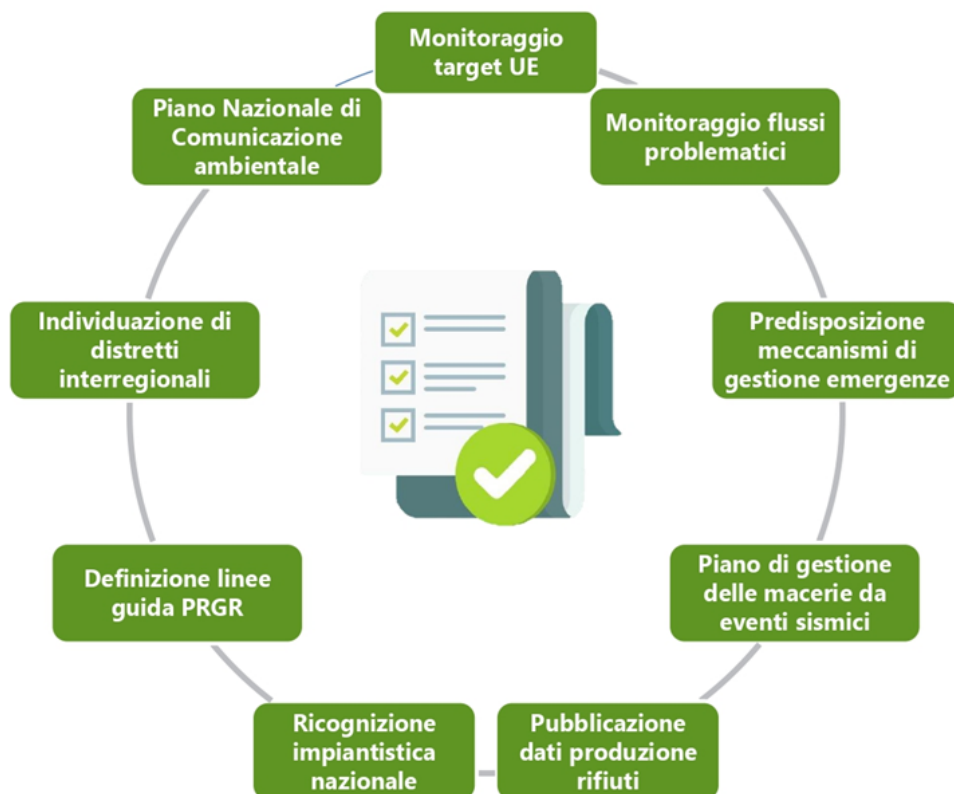 Monitoraggio
target UE
Monitoraggio flussi
problematici
Predisposizione
meccanismi di
gestione emergenze
Piano di gestione
delle macerie da
eventi sismici
Pubblicazione
dati produzione
rifiuti
Ricognizione
impiantistica
nazionale
Definizione linee
guida PRGR
Individuazione di
distretti
interregionali
Piano Nazionale di
Comunicazione
ambientale